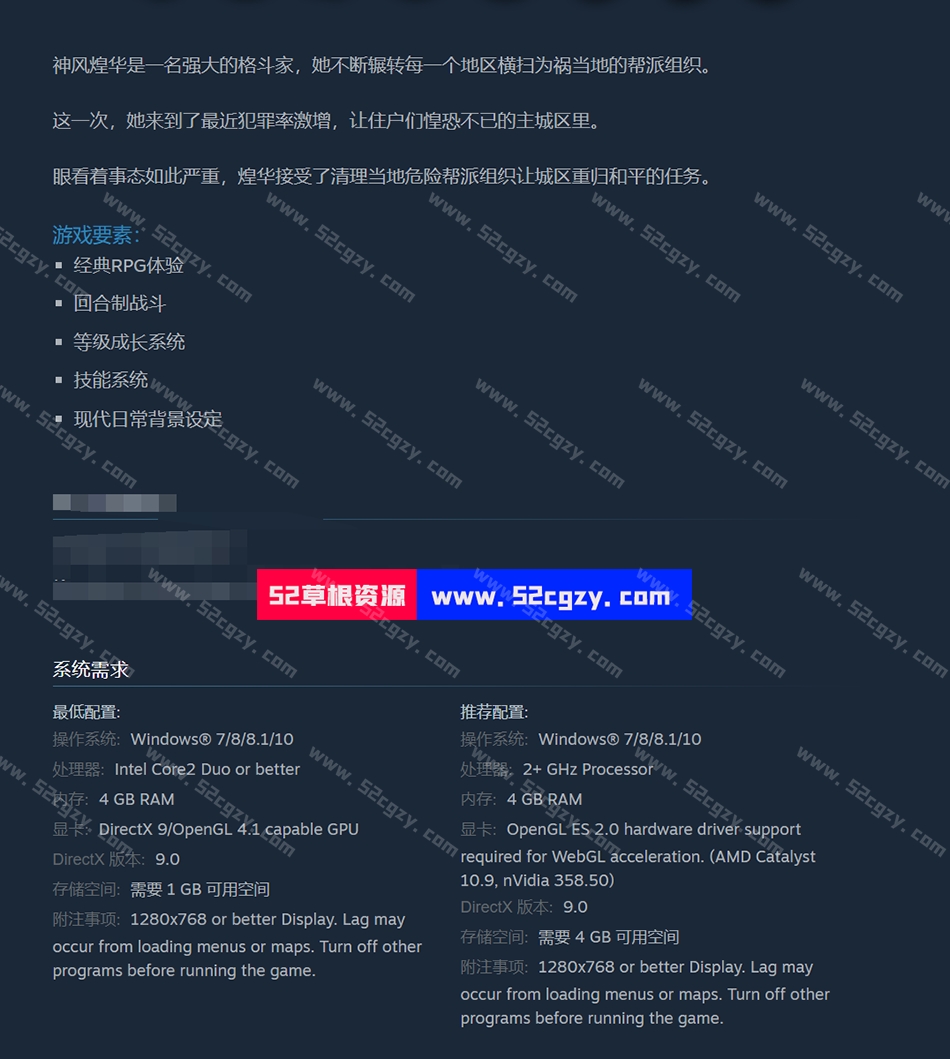 神风煌华是一名强大的格斗家，她不断辗转每一个地区横扫为祸当地的帮派组织。
这一次，她来到了最近犯罪率激增，让住户们惶恐不已的主城区里。
眼看着事态如此严重，煌华接受了清理当地危险帮派组织让城区重归和平的任务。
游戏要素：
经典RPG体验
回合制战斗
等级成长系统
技能系统
现代日常背景设定
52草根资源 www.52cgzy.com
系统需求
最低配置:
操作系统: Windows® 7/8/8.1/10
处理器: Intel Core2 Duo or better
内存: 4 GB RAM
显卡: DirectX 9/OpenGL 4.1 capable GPU
DirectX 版本: 9.0
存储空间: 需要 1 GB 可用空间
附注事项: 1280x768 or better Display. Lag may
occur from loading menus or maps. Turn off other
programs before running the game.
推荐配置:
操作系统: Windows® 7/8/8.1/10
处理器: 2+ GHz Processor
内存: 4 GB RAM
显卡: OpenGL ES 2.0 hardware driver support
required for WebGL acceleration. (AMD Catalyst
10.9, nVidia 358.50)
DirectX 版本: 9.0
存储空间: 需要 4 GB 可用空间
附注事项: 1280x768 or better Display. Lag may
occur from loading menus or maps. Turn off other
programs before running the game.